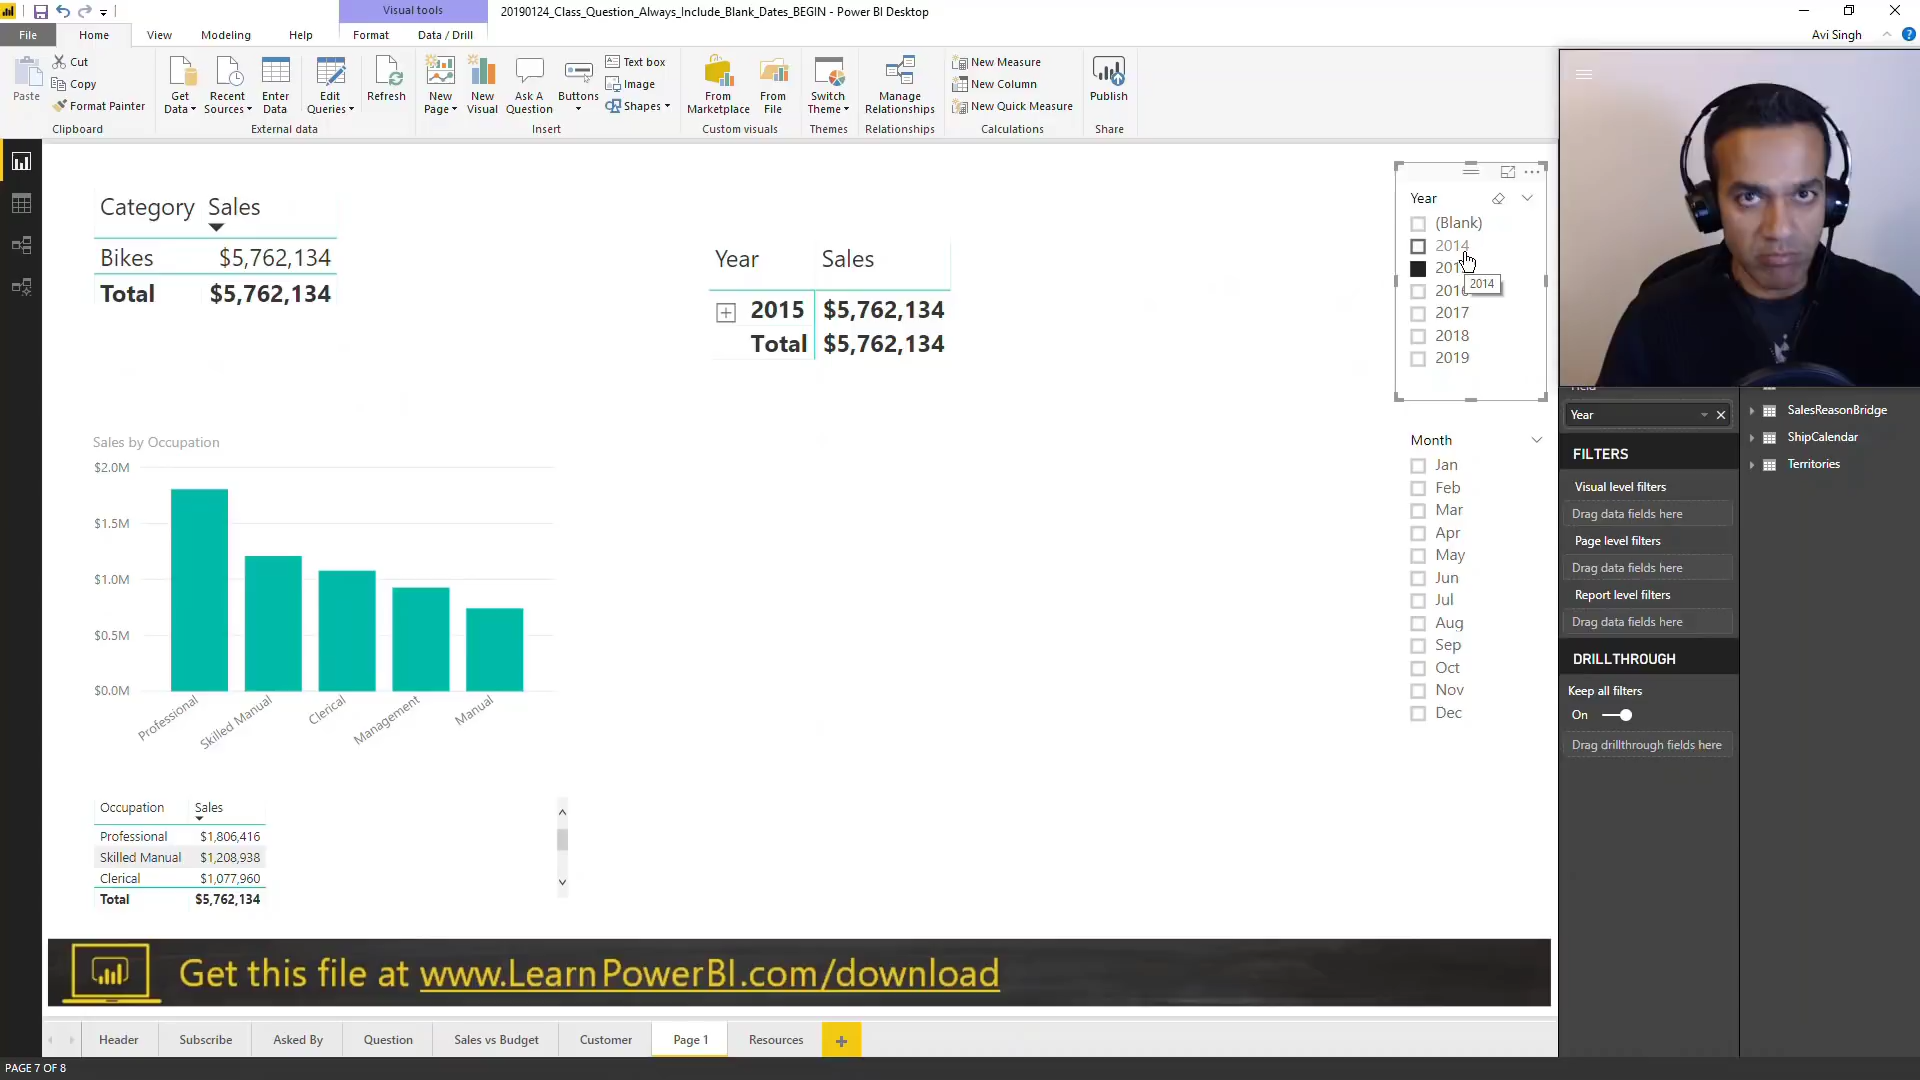 Visual tools
20190124_Class_Question_Always_Include_Blank_Dates_BEGIN - Power BI Desktop
File
Home
View
Modeling
Help
Format
Data / Drill
Avi Singh
Paste
Cut
Copy
Format Painter
Clipboard
Get Data
Recent Sources
Enter Data
Edit Queries
Refresh
External data
New Page
New Visual
Ask A Question
Buttons
Text box
Image
Shapes
Insert
From Marketplace
From File
Custom visuals
Switch Theme
Themes
Manage Relationships
Relationships
New Measure
New Column
New Quick Measure
Calculations
Publish
Share
Category Sales
Bikes $5,762,134
Total $5,762,134
Year Sales
2015 $5,762,134
Total $5,762,134
Year
(Blank)
2014
2014
2017
2018
2019
Month
Jan
Feb
Mar
Apr
May
Jun
Jul
Aug
Sep
Oct
Nov
Dec
Sales by Occupation
$2.0M
$1.5M
$1.0M
$0.5M
$0.0M
Professional
Skilled Manual
Clerical
Management
Manual
Occupation Sales
Professional $1,806,416
Skilled Manual $1,208,938
Clerical $1,077,960
Total $5,762,134
Year
FILTERS
Visual level filters
Drag data fields here
Page level filters
Drag data fields here
Report level filters
Drag data fields here
DRILLTHROUGH
Keep all filters
On
Drag drillthrough fields here
SalesReasonBridge
ShipCalendar
Territories
Get this file at www.LearnPowerBI.com/download
Header
Subscribe
Asked By
Question
Sales vs Budget
Customer
Page 1
Resources
PAGE 7 OF 8